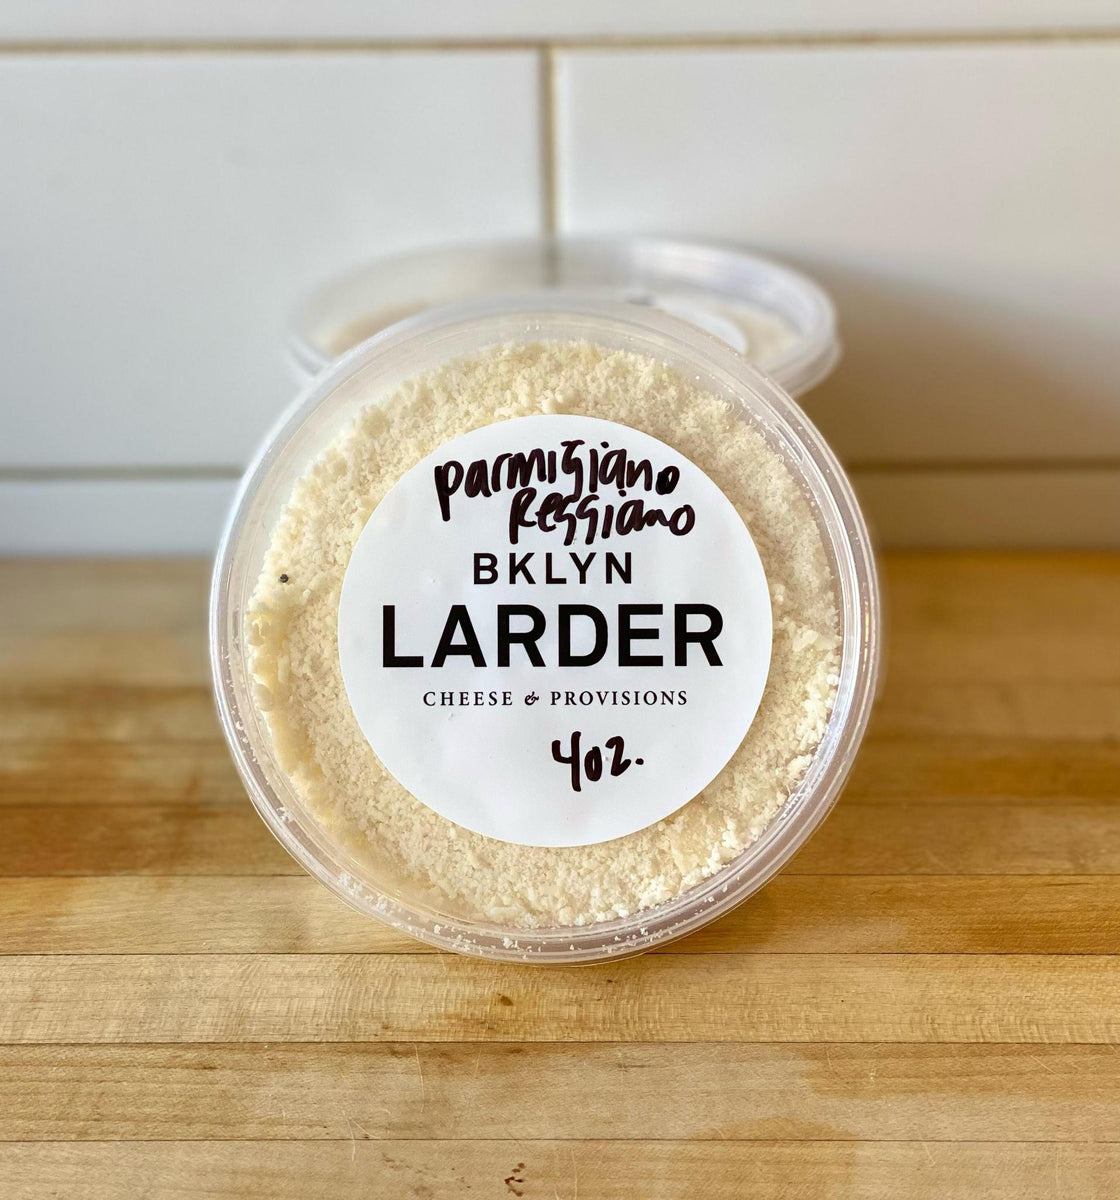 parmigiano
Reggiano
BKLYN
LARDER
CHEESE & PROVISIONS
4oz.